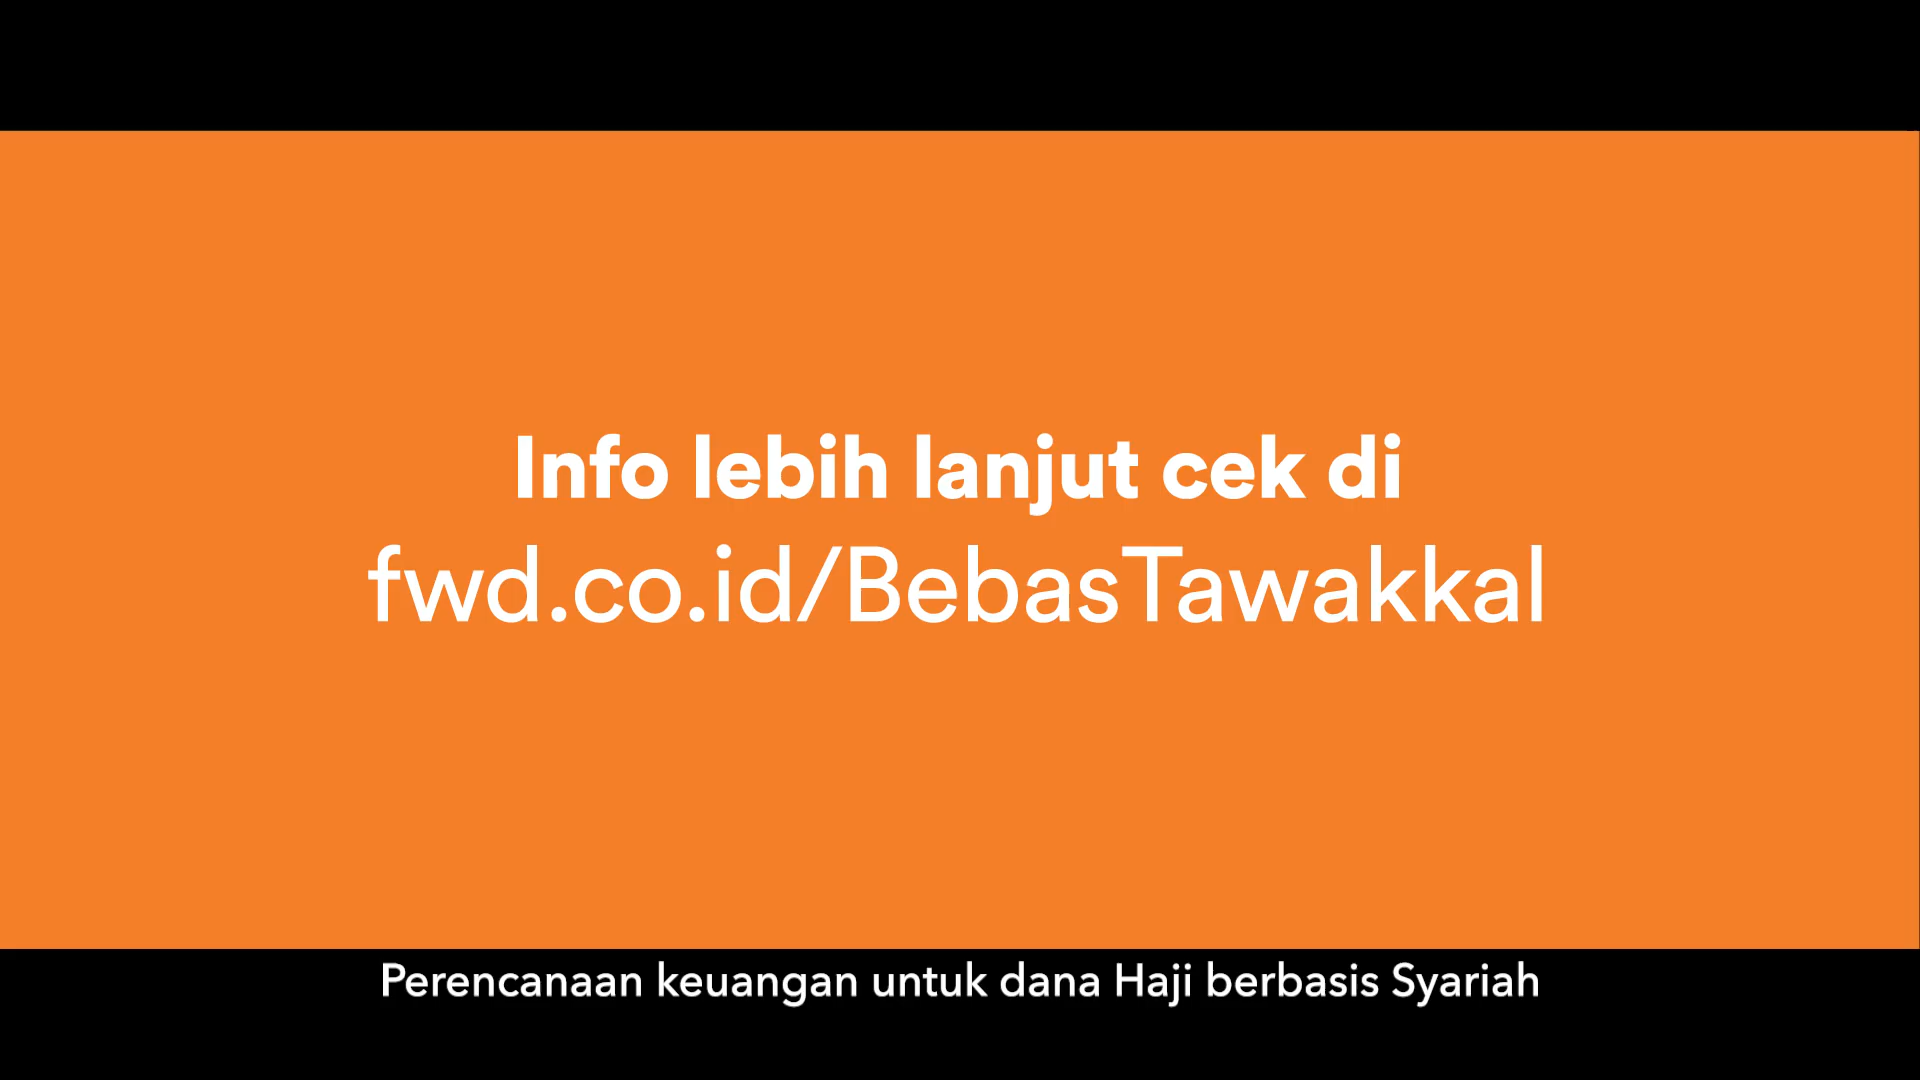 Info lebih lanjut cek di
fwd.co.id/BebasTawakkal
Perencanaan keuangan untuk dana Haji berbasis Syariah